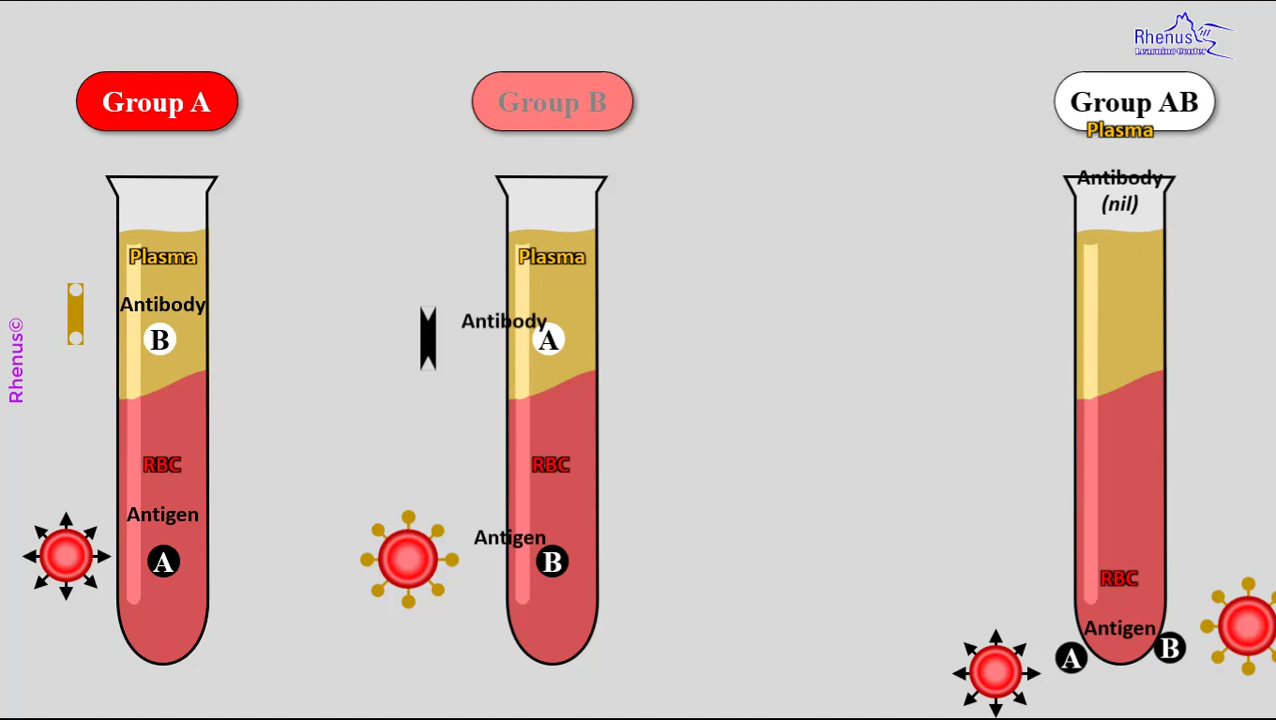 Rhenus
Learning Center
Group A
Group B
Group AB
Plasma
Antibody
(nil)
Plasma
Antibody
B
RBC
Antigen
A
Plasma
Antibody
A
RBC
Antigen
B
RBC
Antigen
A
B
Rhenus©